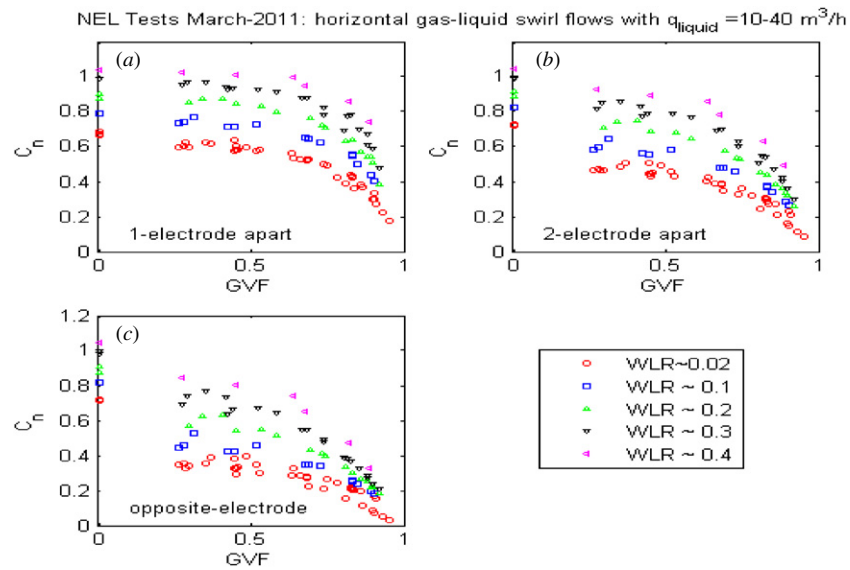 NEL Tests March-2011: horizontal gas-liquid swirl flows with q_liquid =10-40 m³/h
(a)
1
0.8
0.6
0.4
0.2
0
C_n
1-electrode apart
0
0.5
1
GVF
(b)
1
0.8
0.6
0.4
0.2
0
C_n
2-electrode apart
0
0.5
1
GVF
(c)
1.2
1
0.8
0.6
0.4
0.2
0
C_n
opposite-electrode
0
0.5
1
GVF
WLR~0.02
WLR ~ 0.1
WLR ~ 0.2
WLR ~ 0.3
WLR ~ 0.4